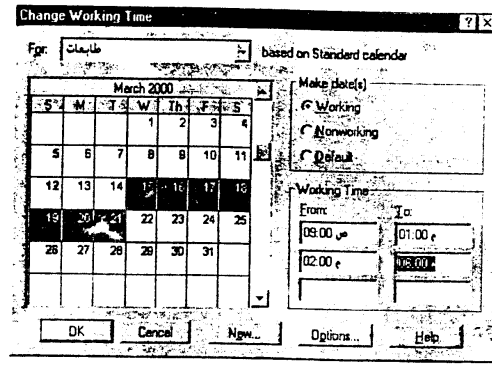 Change Working Time
For: طابعات based on Standard calendar
March 2000
S M T W Th F S
1 2 3 4
5 6 7 8 9 10 11
12 13 14 15 16 17 18
19 20 21 22 23 24 25
26 27 28 29 30 31
Make date(s)
Working
Nonworking
Default
Working Time
From: To:
09:00 ص 01:00 م
02:00 م 06:00 م
OK Cancel New... Options... Help